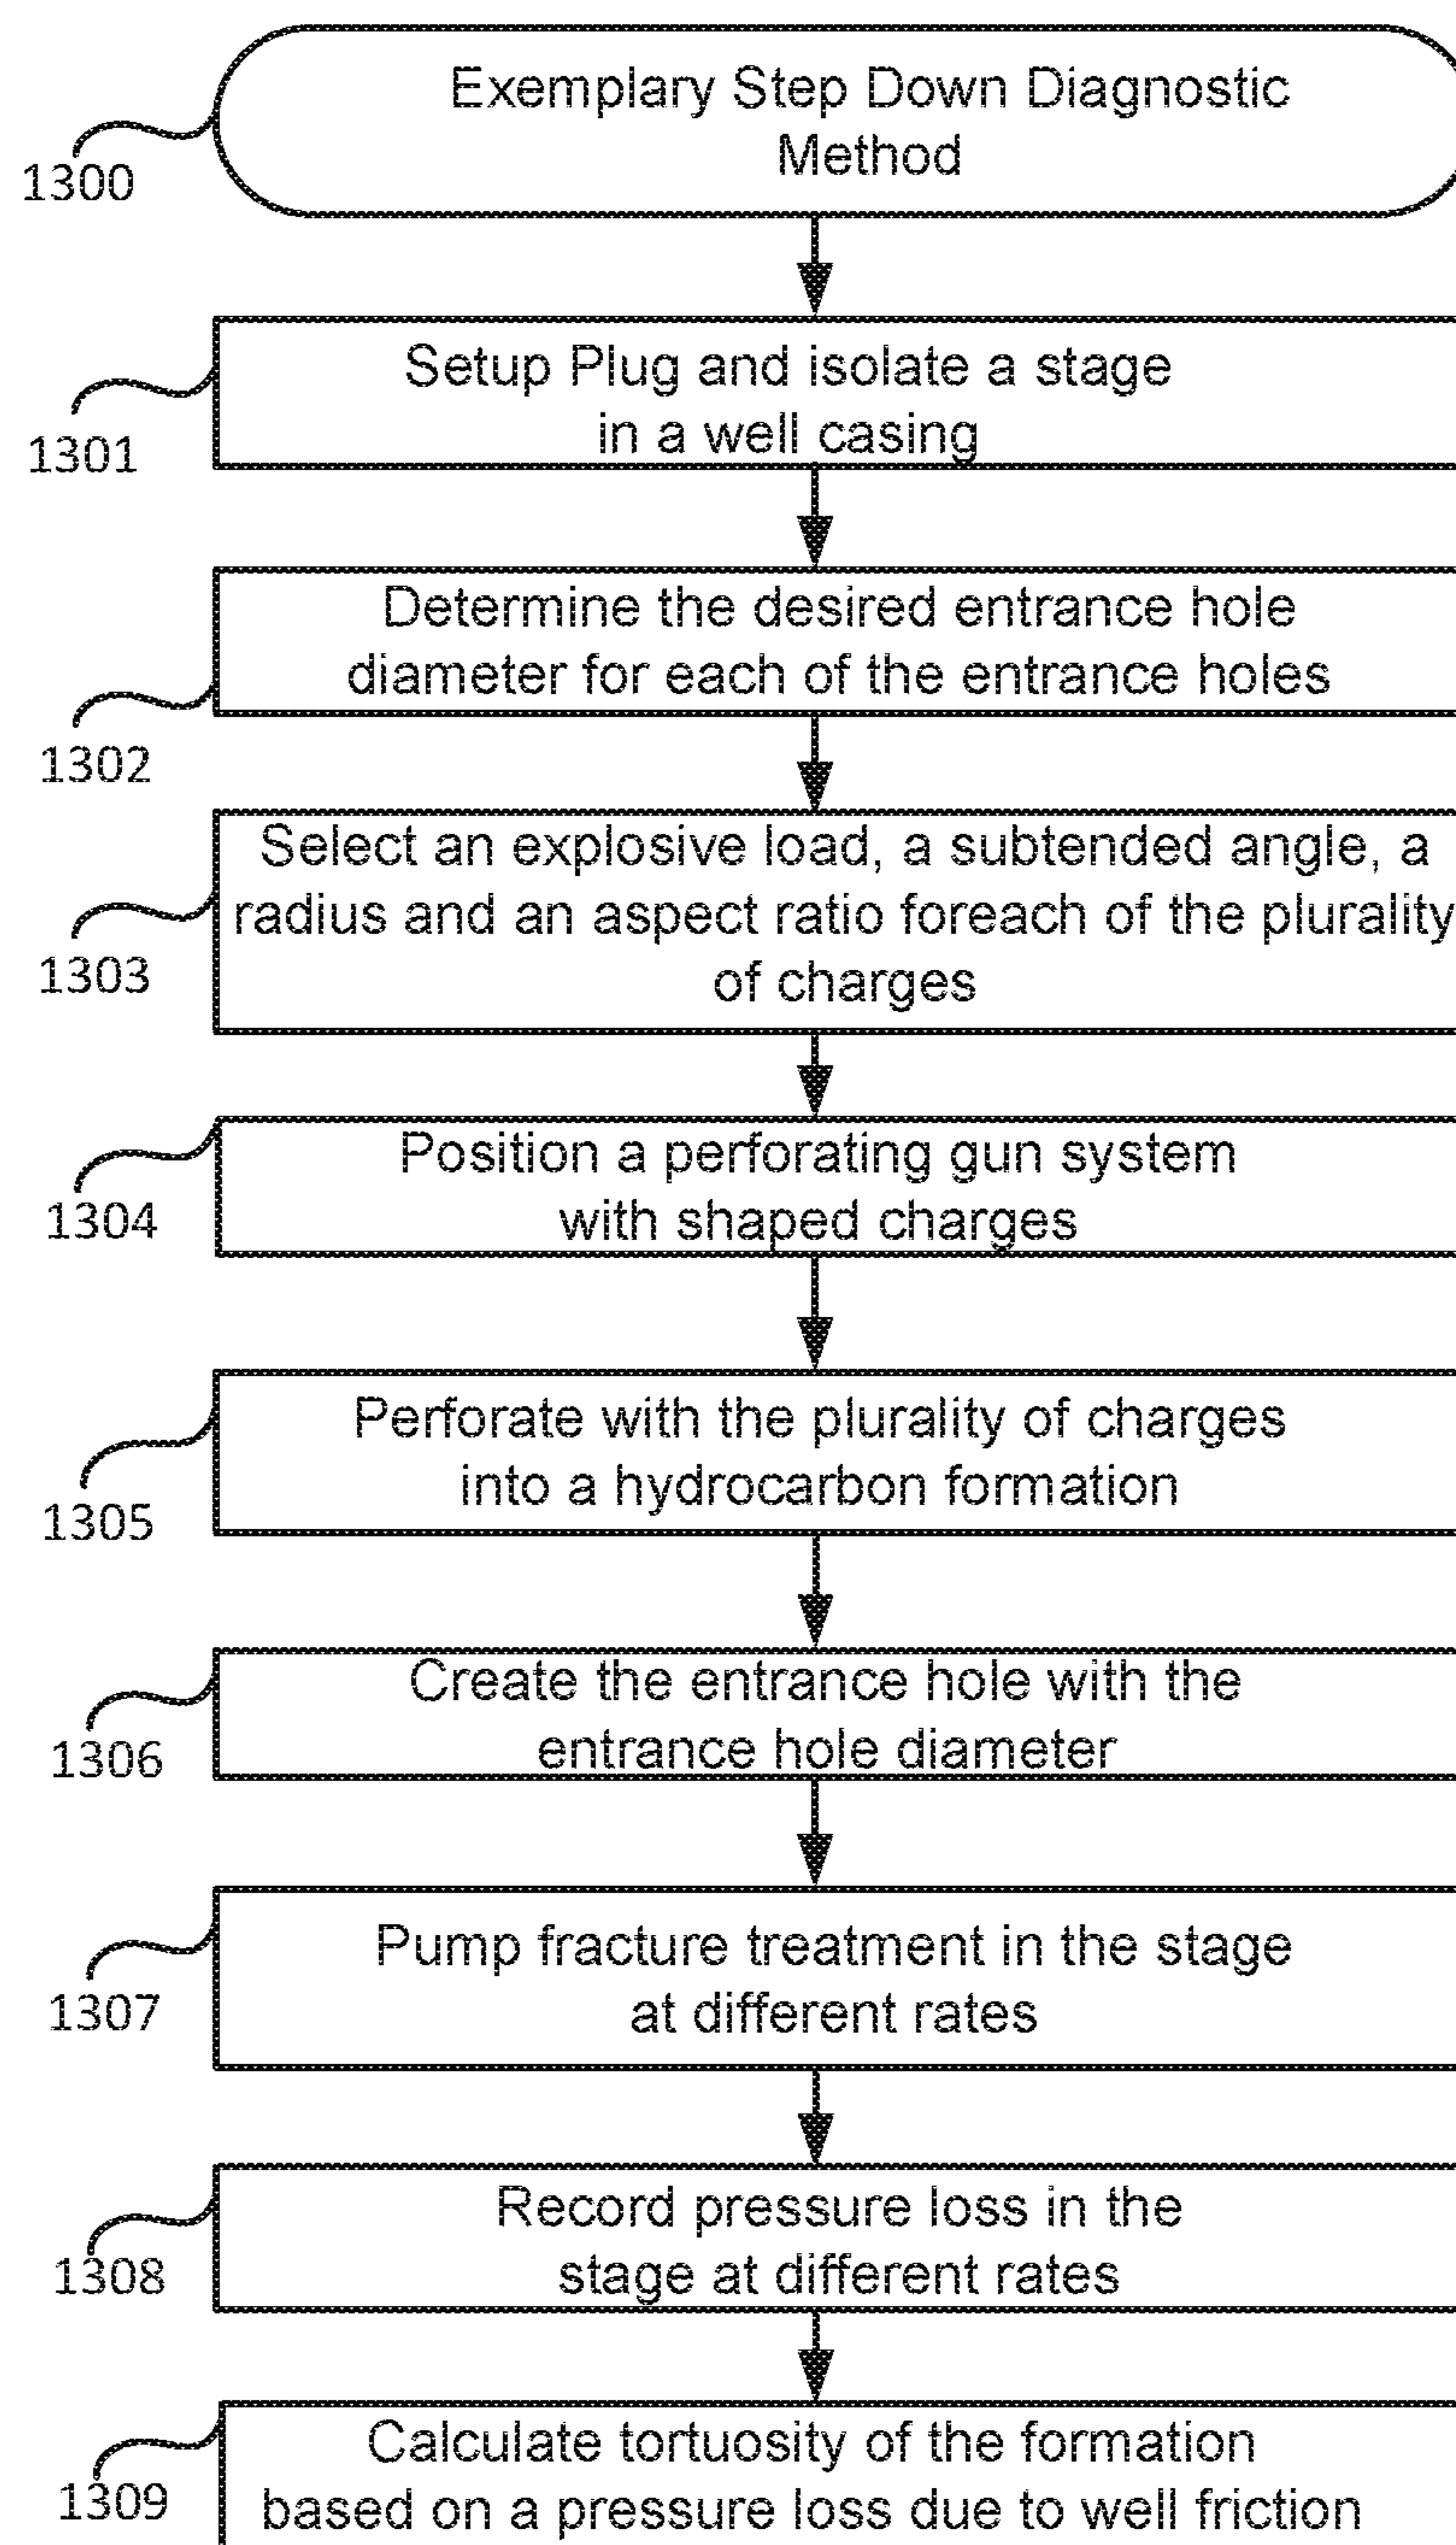 Exemplary Step Down Diagnostic
Method
1300
Setup Plug and isolate a stage
in a well casing
1301
Determine the desired entrance hole
diameter for each of the entrance holes
1302
Select an explosive load, a subtended angle, a
radius and an aspect ratio foreach of the plurality
of charges
1303
Position a perforating gun system
with shaped charges
1304
Perforate with the plurality of charges
into a hydrocarbon formation
1305
Create the entrance hole with the
entrance hole diameter
1306
Pump fracture treatment in the stage
at different rates
1307
Record pressure loss in the
stage at different rates
1308
Calculate tortuosity of the formation
based on a pressure loss due to well friction
1309